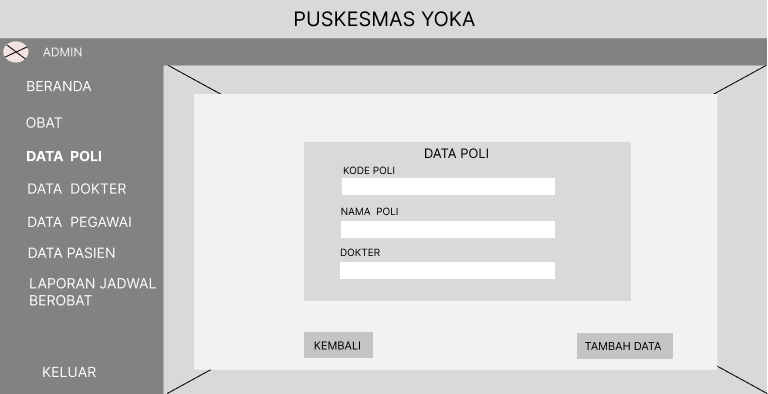 PUSKESMAS YOKA
ADMIN
BERANDA
OBAT
DATA POLI
DATA DOKTER
DATA PEGAWAI
DATA PASIEN
LAPORAN JADWAL
BEROBAT
KELUAR
DATA POLI
KODE POLI
NAMA POLI
DOKTER
KEMBALI
TAMBAH DATA